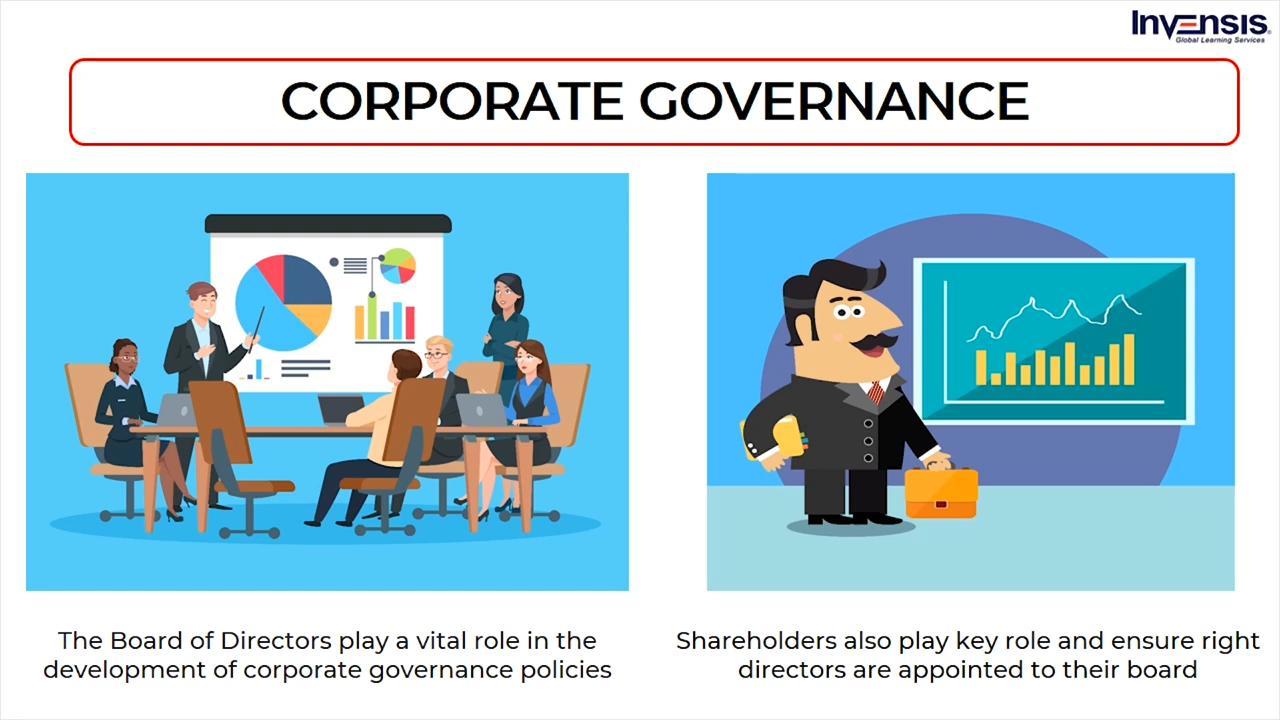 Invensis
Global Learning Services
CORPORATE GOVERNANCE
The Board of Directors play a vital role in the
development of corporate governance policies
Shareholders also play key role and ensure right
directors are appointed to their board